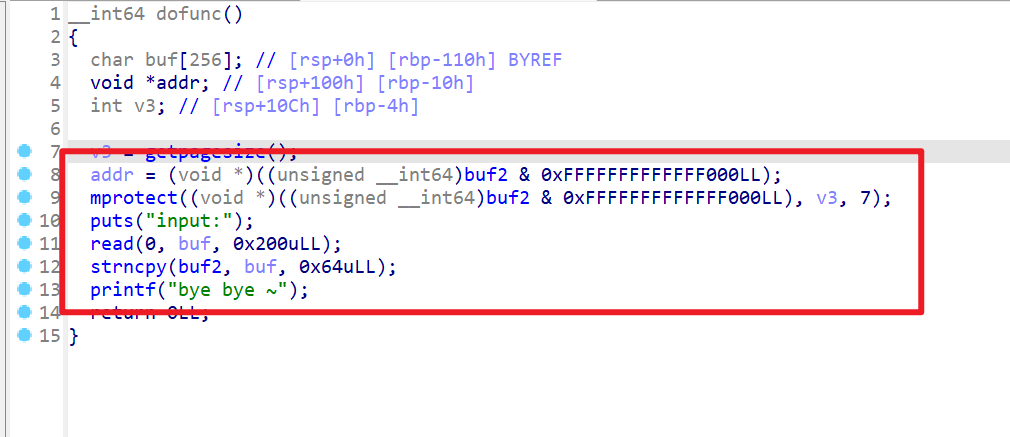 1 __int64 dofunc()
2 {
3 char buf[256]; // [rsp+0h] [rbp-110h] BYREF
4 void *addr; // [rsp+100h] [rbp-10h]
5 int v3; // [rsp+10Ch] [rbp-4h]
6
7 v3 = getpagesize();
8 addr = (void *)((unsigned __int64)buf2 & 0xFFFFFFFFFFFFF000LL);
9 mprotect((void *)((unsigned __int64)buf2 & 0xFFFFFFFFFFFFF000LL), v3, 7);
10 puts("input:");
11 read(0, buf, 0x200uLL);
12 strncpy(buf2, buf, 0x64uLL);
13 printf("bye bye ~");
14 return 0LL;
15 }